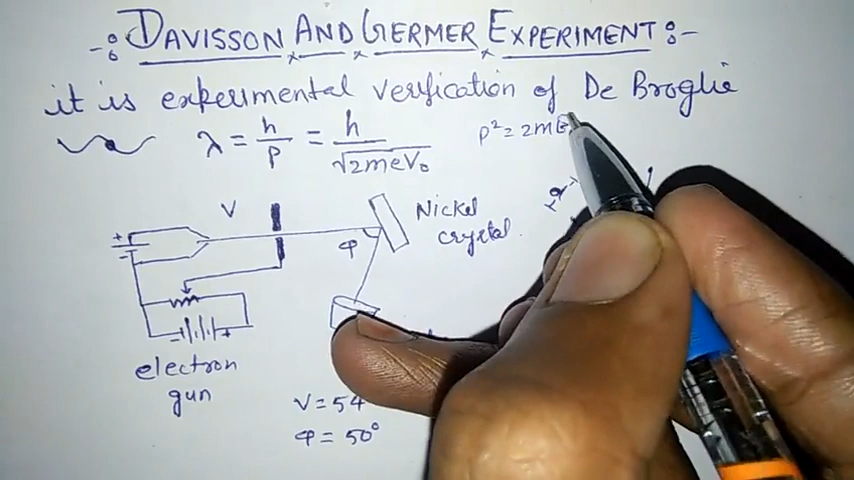 -:DAVISSON AND GERMER EXPERIMENT:-
it is experimental verfication of De Broglie
λ = h/p = h/√2meV₀
p² = 2mE
V
Nickel
φ
crystal.
+
-
- +
electron
gun
V = 54
φ = 50°